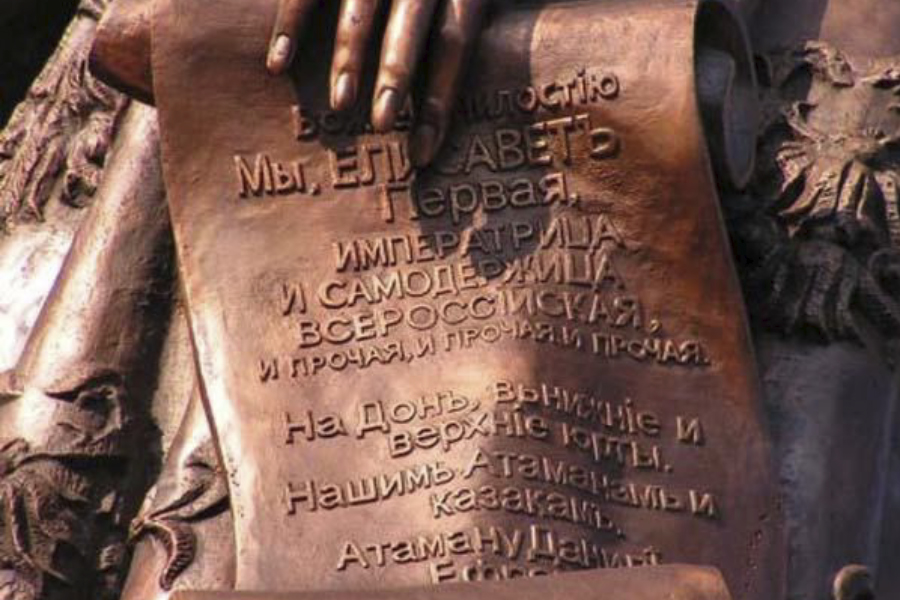 милостію
Мы, ЕЛИСАВЕТЪ
Первая,
ИМПЕРАТРИЦА
И САМОДЕРЖИЦА
ВСЕРОССІЙСКАЯ,
И ПРОЧАЯ, И ПРОЧАЯ И ПРОЧАЯ.
На Донъ, вънижніе и
верхніе юрты.
Нашимъ Атаманамъ и
казакамъ,
Атаману